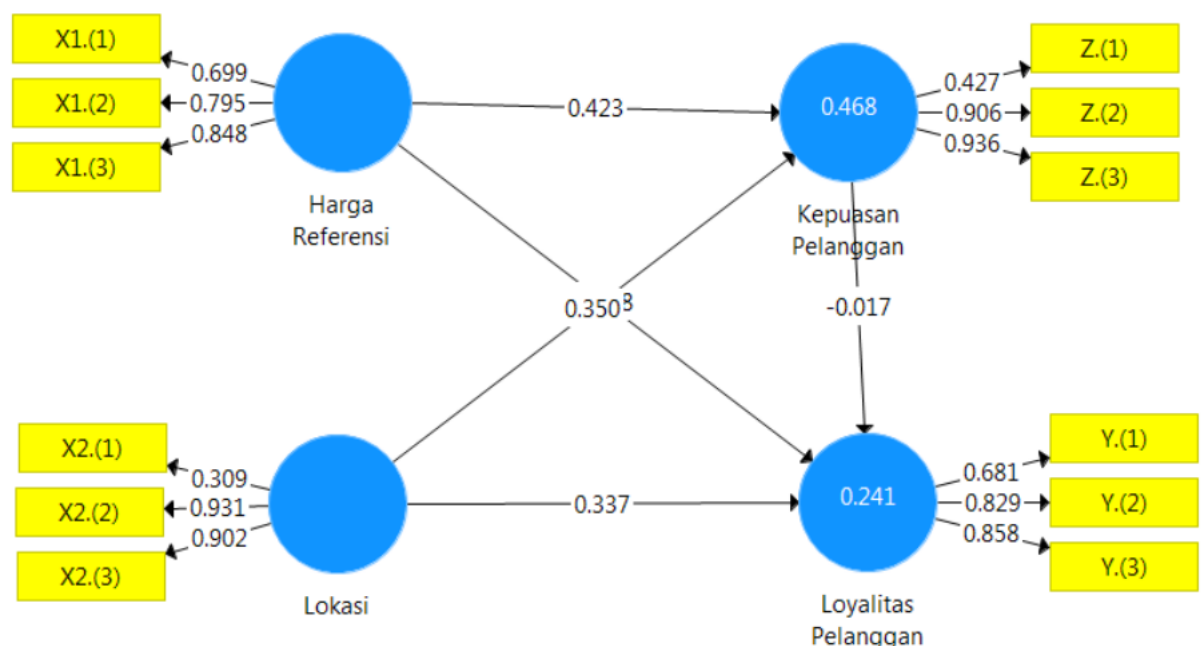 X1.(1)
X1.(2)
X1.(3)
0.699
0.795
0.848
Harga
Referensi
0.423
0.468
Kepuasan
Pelanggan
0.427
0.906
0.936
Z.(1)
Z.(2)
Z.(3)
0.350
-0.017
X2.(1)
X2.(2)
X2.(3)
0.309
0.931
0.902
Lokasi
0.337
0.241
Loyalitas
Pelanggan
0.681
0.829
0.858
Y.(1)
Y.(2)
Y.(3)